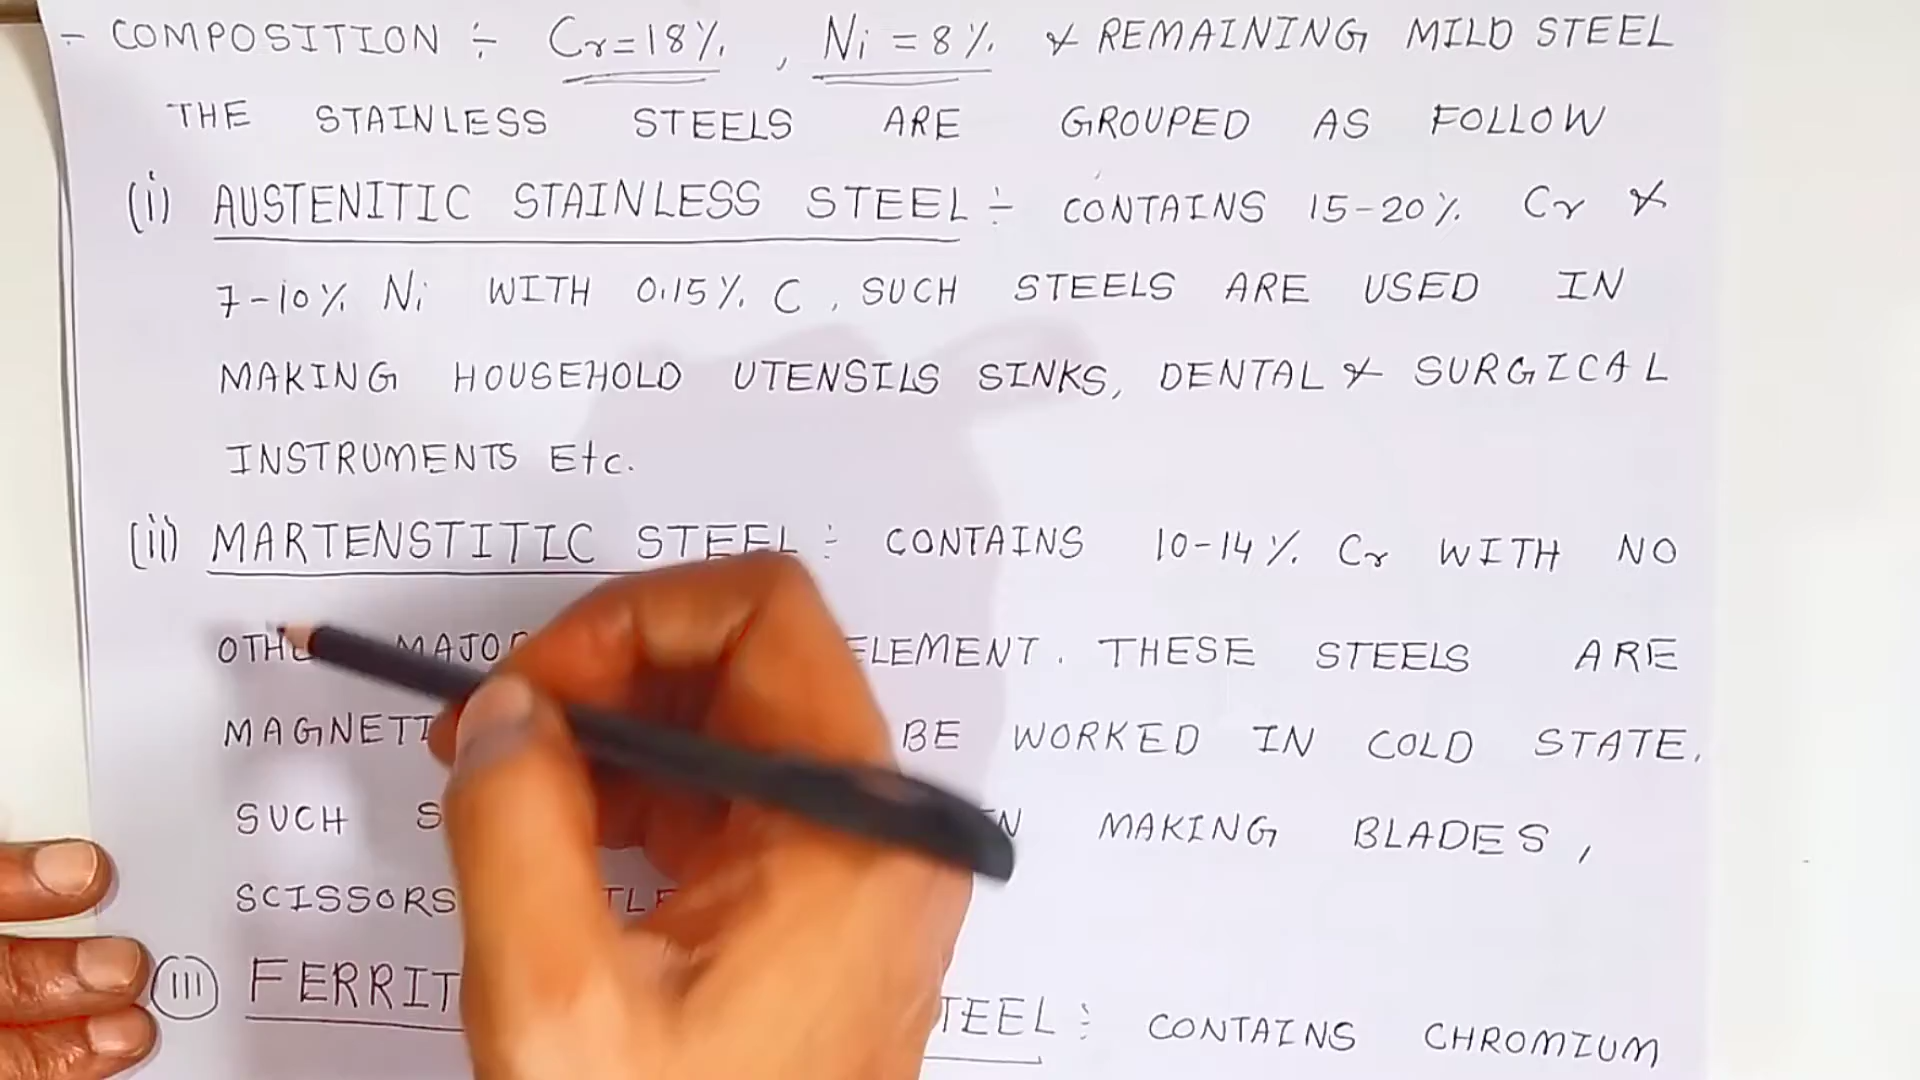 - COMPOSITION ÷ Cr=18%, Ni=8% & REMAINING MILD STEEL
THE STAINLESS STEELS ARE GROUPED AS FOLLOW
(i) AUSTENITIC STAINLESS STEEL ÷ CONTAINS 15-20% Cr &
7-10% Ni WITH 0.15% C, SUCH STEELS ARE USED IN
MAKING HOUSEHOLD UTENSILS SINKS, DENTAL & SURGICAL
INSTRUMENTS Etc.
(ii) MARTENSTITIC STEEL ÷ CONTAINS 10-14% Cr WITH NO
ELEMENT. THESE STEELS ARE
BE WORKED IN COLD STATE.
SUCH MAKING BLADES,
SCISSORS
(III) STEEL : CONTAINS CHROMIUM